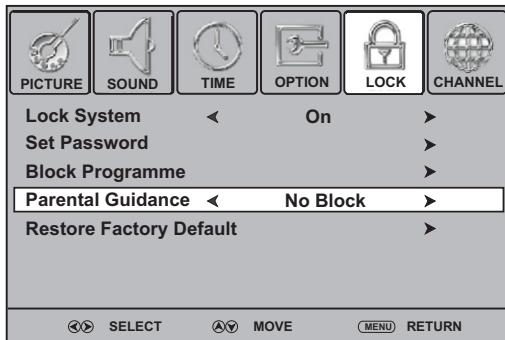 PICTURE SOUND TIME OPTION LOCK CHANNEL
Lock System On
Set Password
Block Programme
Parental Guidance No Block
Restore Factory Default
SELECT MOVE MENU RETURN